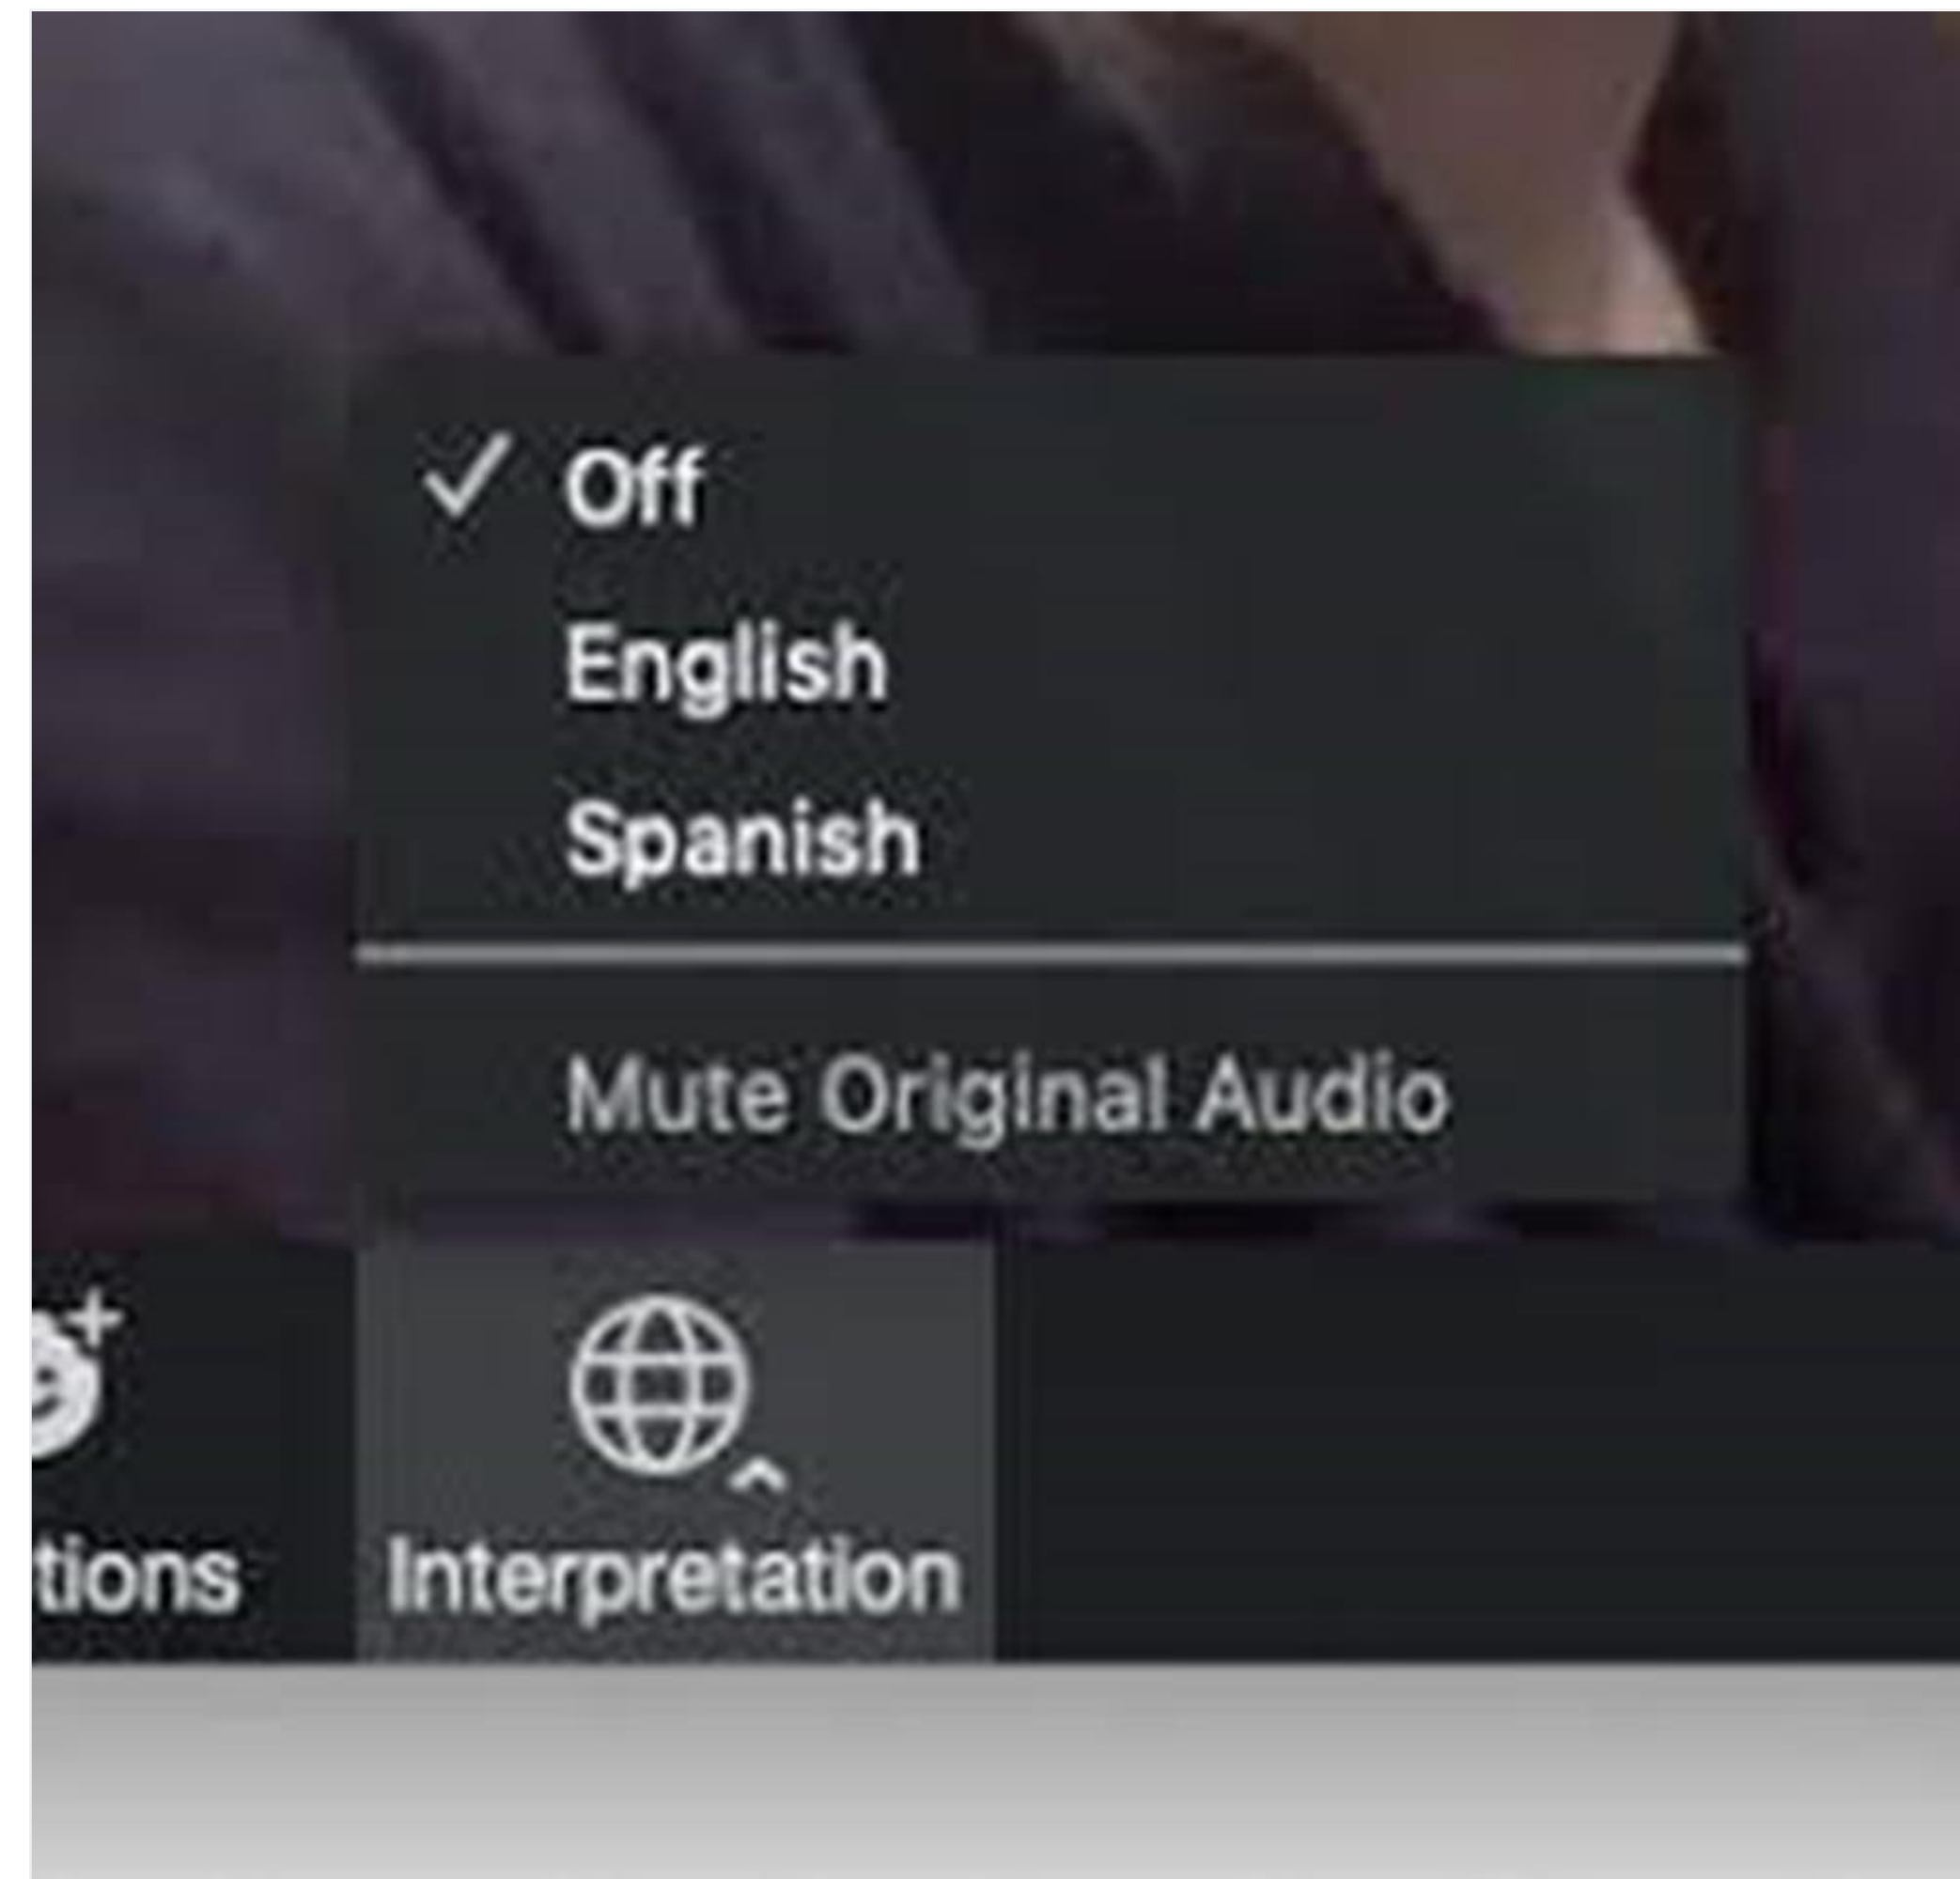 Off
English
Spanish
Mute Original Audio
tions
Interpretation